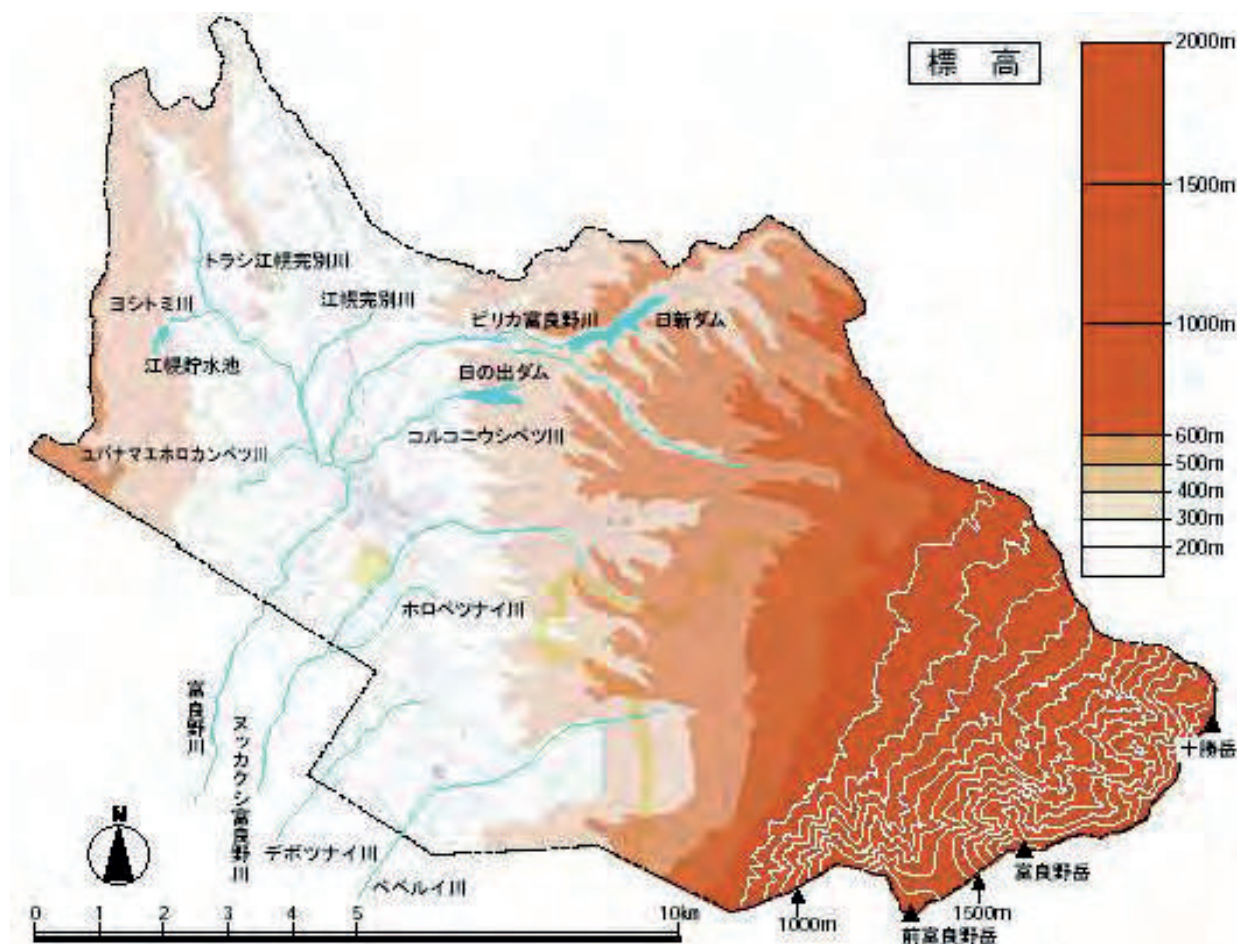 標 高
2000m
1500m
1000m
600m
500m
400m
300m
200m
トラシ江幌完別川
江幌完別川
ヨシトミ川
ピリカ富良野川
日新ダム
江幌貯水池
日の出ダム
コルコニウシベツ川
ユバナマエホロカンベツ川
ホロベツナイ川
富良野川
ヌッカクシ富良野川
十勝岳
N
デボツナイ川
ベベルイ川
富良野岳
1500m
1000m
前富良野岳
0 1 2 3 4 5 10km